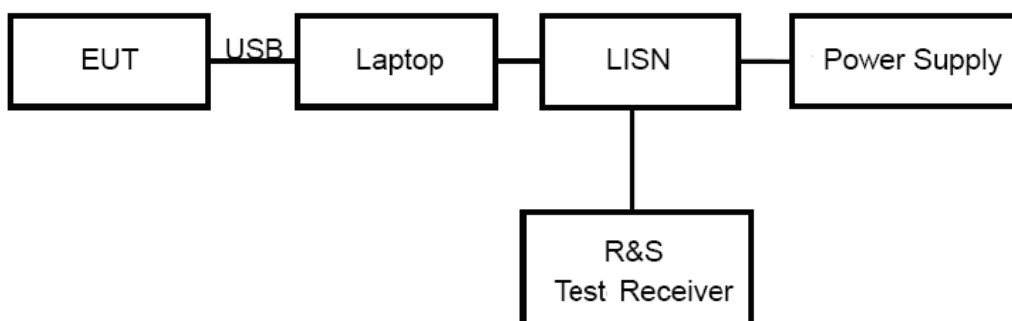 EUT
USB
Laptop
LISN
Power Supply
R&S
Test Receiver